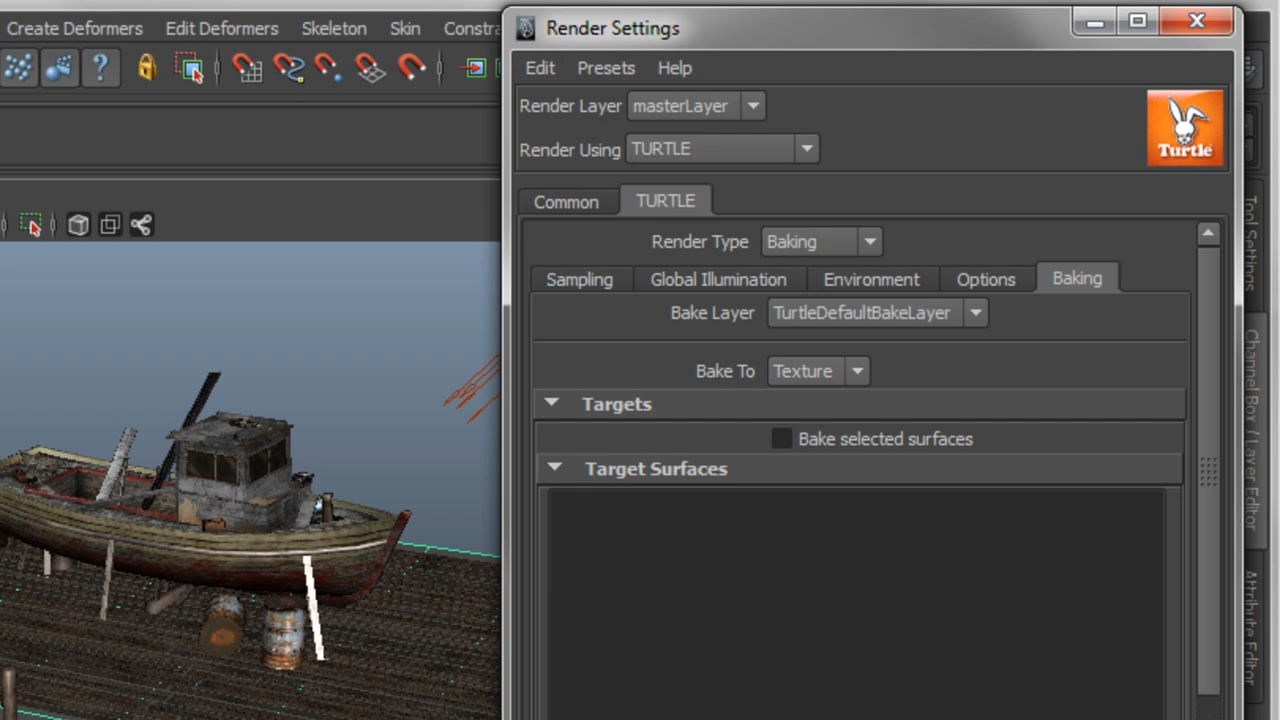 Create Deformers Edit Deformers Skeleton Skin Constra
Render Settings
Edit Presets Help
Render Layer masterLayer
Render Using TURTLE
Turtle
Common TURTLE
Render Type Baking
Sampling Global Illumination Environment Options Baking
Bake Layer TurtleDefaultBakeLayer
Bake To Texture
Targets
Bake selected surfaces
Target Surfaces
Tool Settings
Channel Box / Layer Editor
Attribute Editor